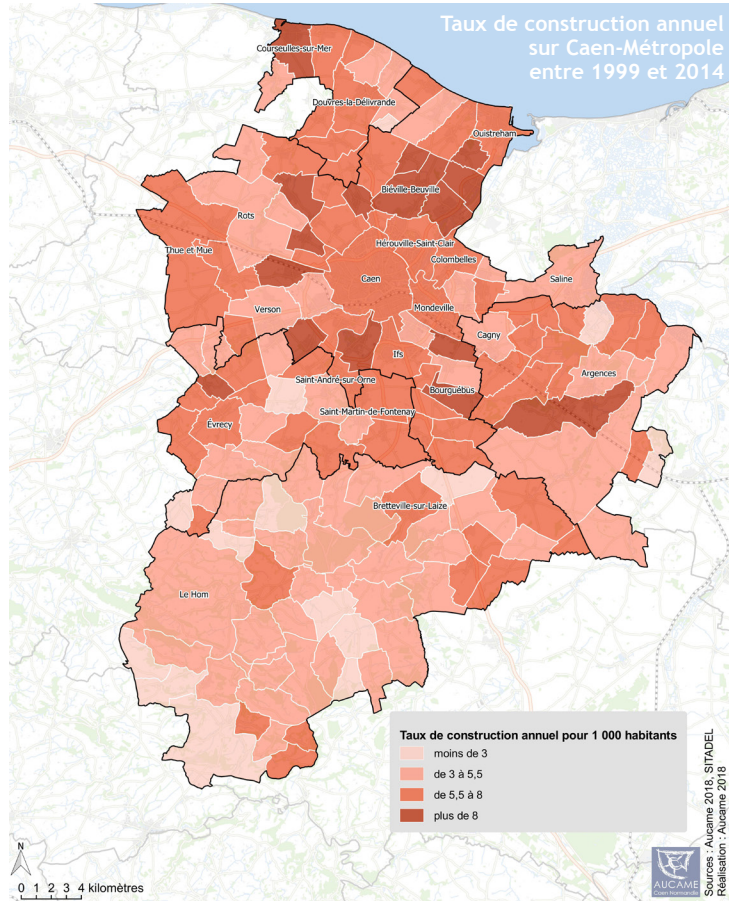 Taux de construction annuel
sur Caen-Métropole
entre 1999 et 2014
Courseulles-sur-Mer
Douvres-la-Délivrande
Ouistreham
Biéville-Beuville
Rots
Thue et Mue
Hérouville-Saint-Clair
Colombelles
Caen
Saline
Verson
Mondeville
Cagny
Ifs
Argences
Saint-André-sur-Orne
Bourguébus
Saint-Martin-de-Fontenay
Évrecy
Bretteville-sur-Laize
Le Hom
Taux de construction annuel pour 1 000 habitants
moins de 3
de 3 à 5,5
de 5,5 à 8
plus de 8
Sources : Aucame 2018, SITADEL
Réalisation : Aucame 2018
N
0 1 2 3 4 kilomètres
AUCAME
Caen Normandie